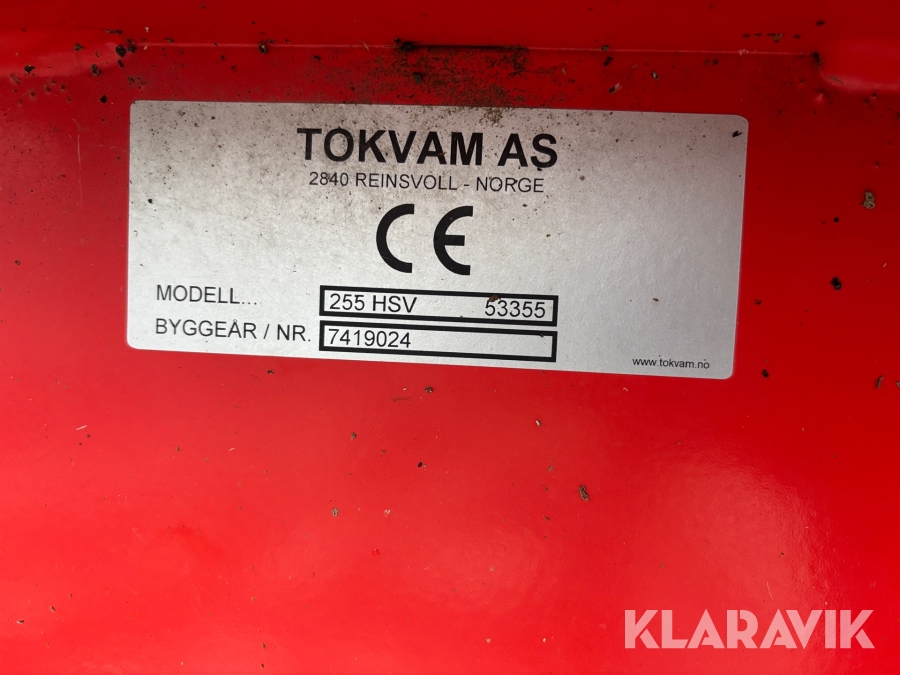 TOKVAM AS
2840 REINSVOLL - NORGE
CE
MODELL... 255 HSV 53355
BYGGEÅR / NR. 7419024
www.tokvam.no
KLARAVIK